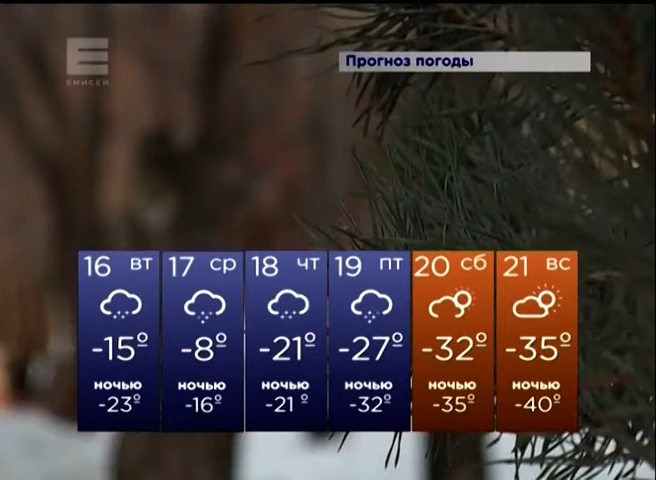 Е
ЕНИСЕЙ
Прогноз погоды
16 вт 17 ср 18 чт 19 пт 20 сб 21 вс
-15° -8° -21° -27° -32° -35°
ночью ночью ночью ночью ночью ночью
-23° -16° -21° -32° -35° -40°